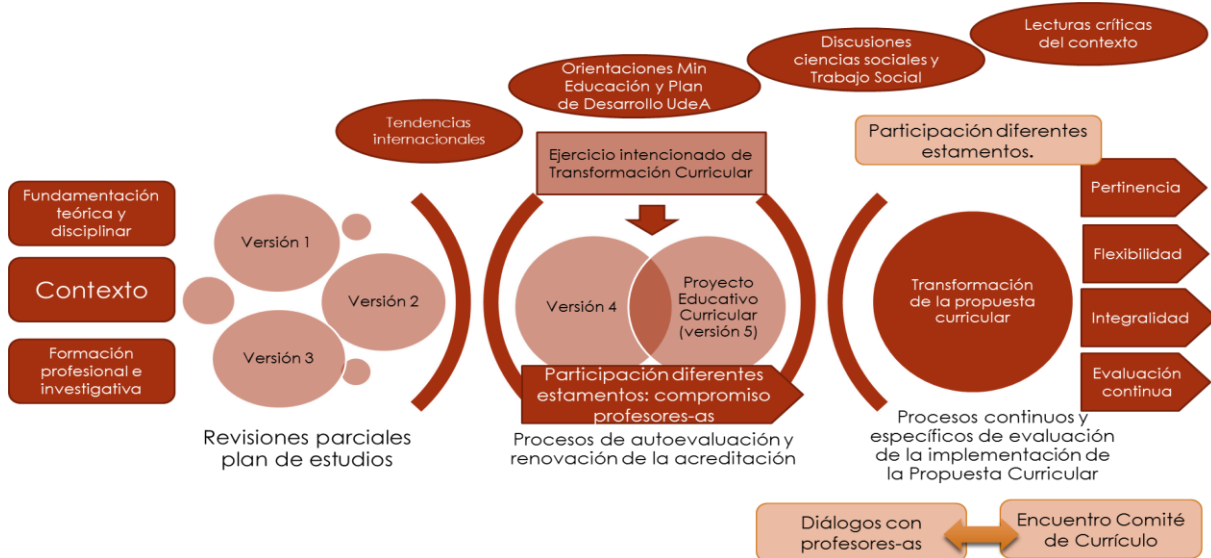 Lecturas críticas
del contexto
Discusiones
ciencias sociales y
Trabajo Social
Orientaciones Min
Educación y Plan
de Desarrollo UdeA
Tendencias
internacionales
Ejercicio intencionado de
Transformación Curricular
Participación diferentes
estamentos.
Fundamentación
teórica y
disciplinar
Contexto
Formación
profesional e
investigativa
Versión 1
Versión 2
Versión 3
Revisiones parciales
plan de estudios
Versión 4
Proyecto
Educativo
Curricular
(versión 5)
Participación diferentes
estamentos: compromiso
profesores-as
Procesos de autoevaluación y
renovación de la acreditación
Transformación
de la propuesta
curricular
Pertinencia
Flexibilidad
Integralidad
Evaluación
continua
Procesos continuos y
específicos de evaluación
de la implementación de
la Propuesta Curricular
Diálogos con
profesores-as
Encuentro Comité
de Currículo